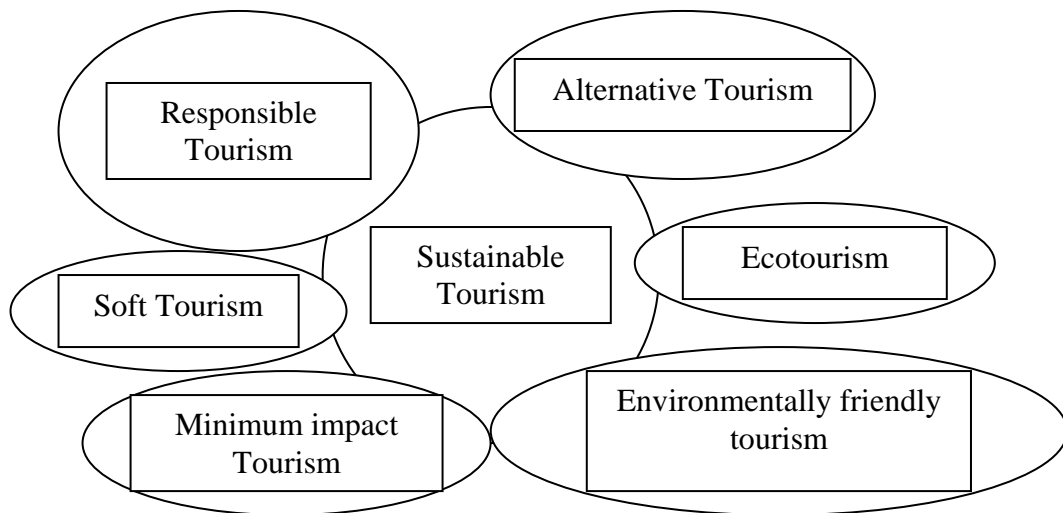 Responsible
Tourism
Alternative Tourism
Sustainable
Tourism
Ecotourism
Soft Tourism
Minimum impact
Tourism
Environmentally friendly
tourism